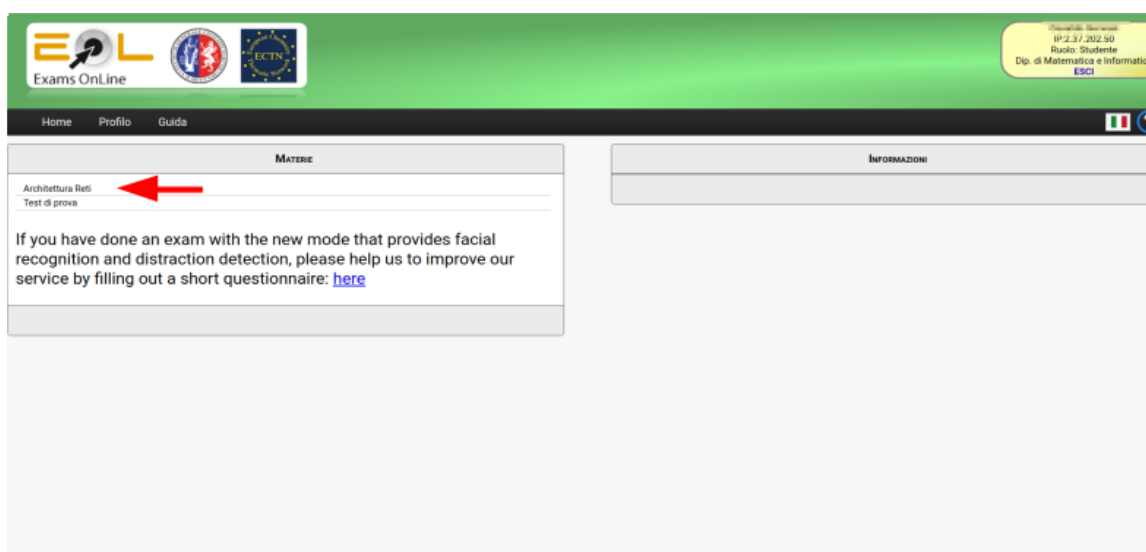 EOL
Exams OnLine
ECTN
IP:2.37.202.50
Ruolo: Studente
Dip. di Matematica e Informatic
ESCI
Home Profilo Guida
Materie
Architettura Reti
Test di prova
If you have done an exam with the new mode that provides facial
recognition and distraction detection, please help us to improve our
service by filling out a short questionnaire: here
Informazioni